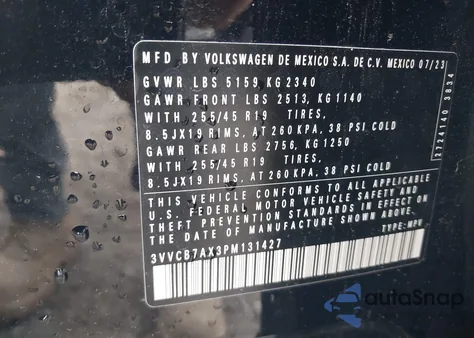 MFD BY VOLKSWAGEN DE MEXICO S.A. DE C.V. MEXICO 07/23
GVWR LBS 5159, KG 2340
GAWR FRONT LBS 2513, KG 1140
WITH 255/45 R19 TIRES,
8.5JX19 RIMS, AT 260 KPA, 38 PSI COLD
GAWR REAR LBS 2756, KG 1250
WITH 255/45 R19 TIRES,
8.5JX19 RIMS, AT 260 KPA, 38 PSI COLD
THIS VEHICLE CONFORMS TO ALL APPLICABLE
U.S. FEDERAL MOTOR VEHICLE SAFETY AND
THEFT PREVENTION STANDARDS IN EFFECT ON
THE DATE OF MANUFACTURE SHOWN ABOVE.
3VVCB7AX3PM131427 TYPE: MPV
27241140 3834
autoSnap